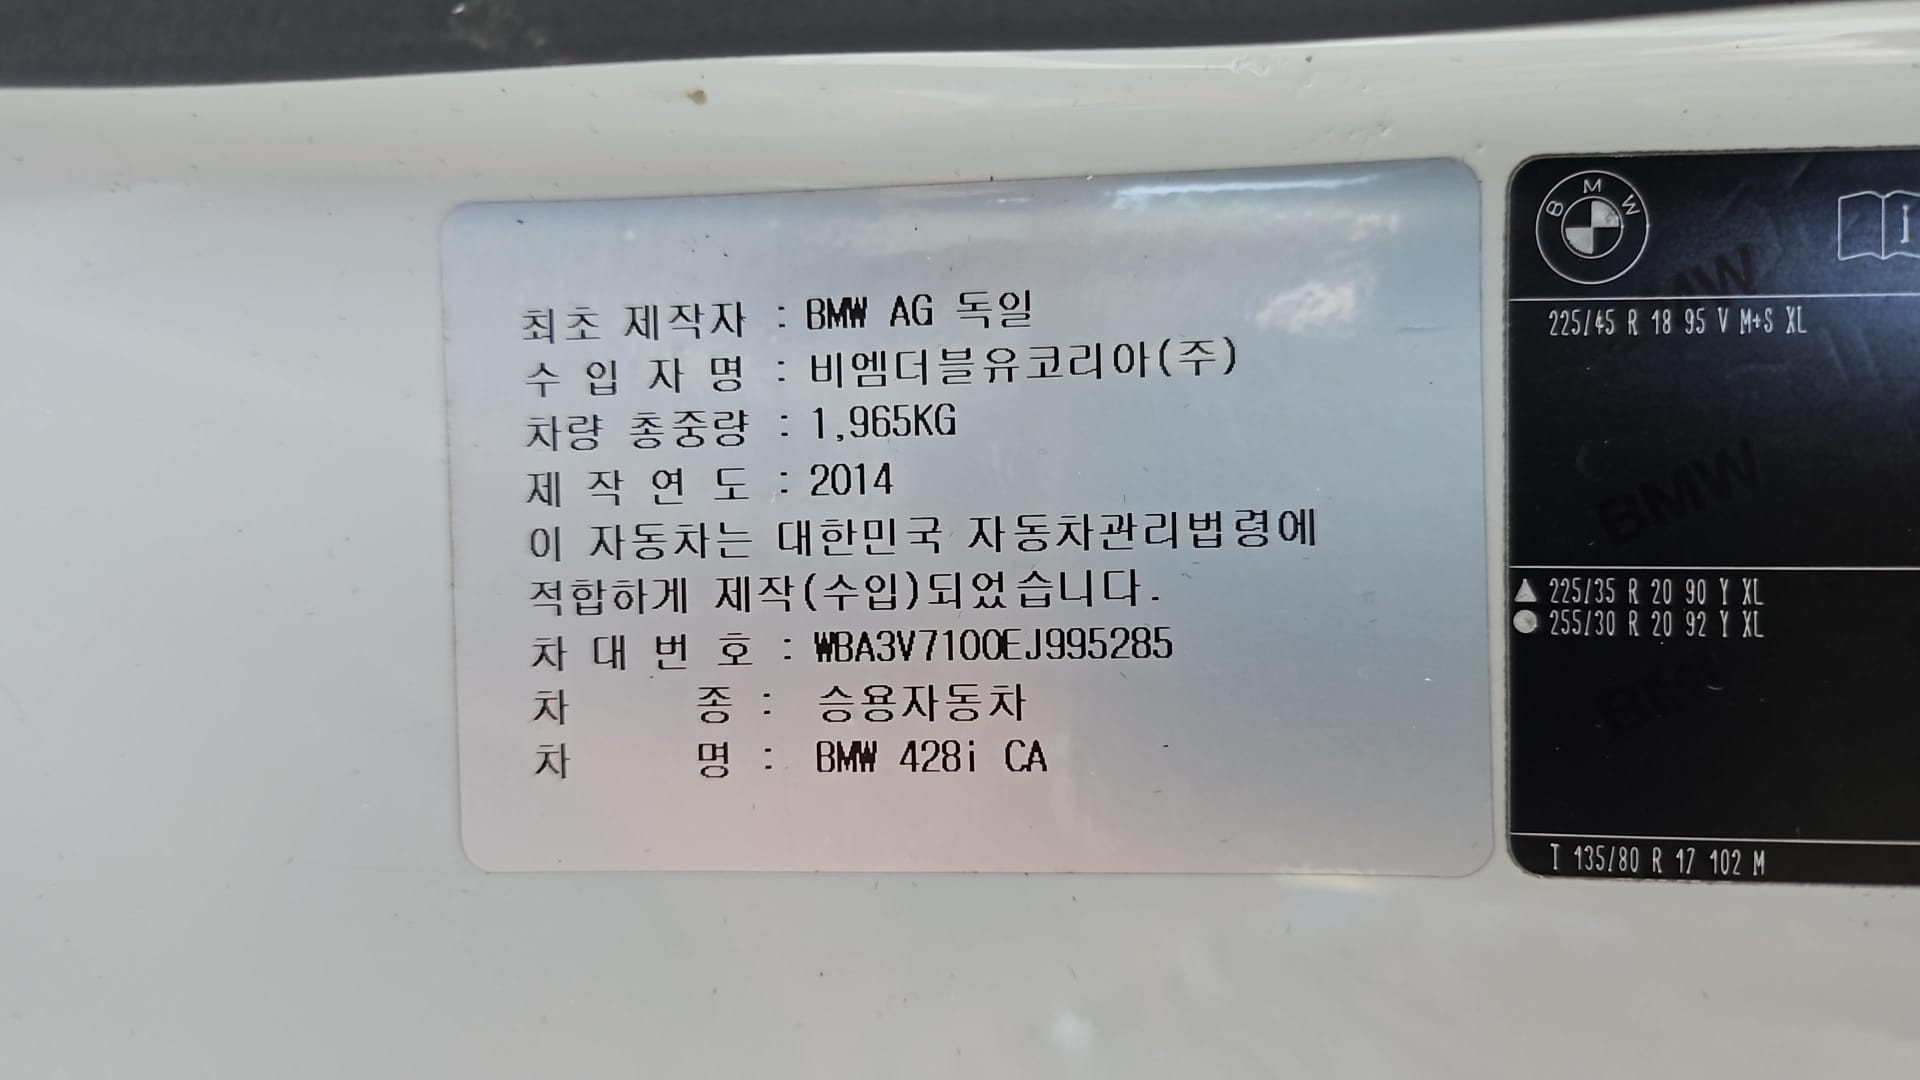 최초 제작자 : BMW AG 독일
수 입 자 명 : 비엠더블유코리아(주)
차량 총중량 : 1,965KG
제 작 연 도 : 2014
이 자동차는 대한민국 자동차관리법령에
적합하게 제작(수입)되었습니다.
차 대 번 호 : WBA3V7100EJ995285
차 종 : 승용자동차
차 명 : BMW 428i CA
BMW
225/45 R 18 95 V M+S XL
BMW
BMW
225/35 R 20 90 Y XL
255/30 R 20 92 Y XL
BMW
T 135/80 R 17 102 M